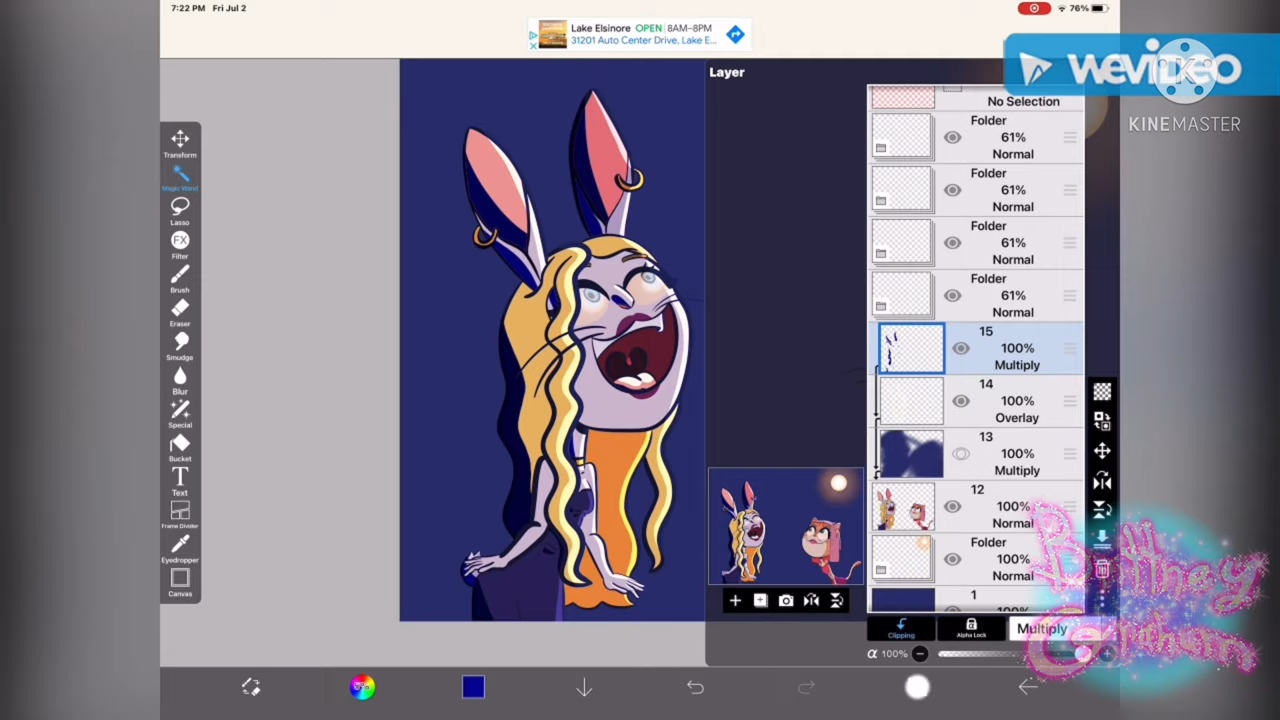 7:22 PM Fri Jul 2
76%
Lake Elsinore OPEN 8AM–8PM
31201 Auto Center Drive, Lake E...
WEVIDEO
KINEMASTER
Layer
No Selection
Folder
61%
Normal
Folder
61%
Normal
Folder
61%
Normal
Folder
61%
Normal
15
100%
Multiply
14
100%
Overlay
13
100%
Multiply
12
100%
Normal
Folder
100%
Normal
1
100%
Clipping
Alpha Lock
Multiply
α 100%
Transform
Magic Wand
Lasso
FX
Filter
Brush
Eraser
Smudge
Blur
Special
Bucket
T
Text
Frame Divider
Eyedropper
Canvas